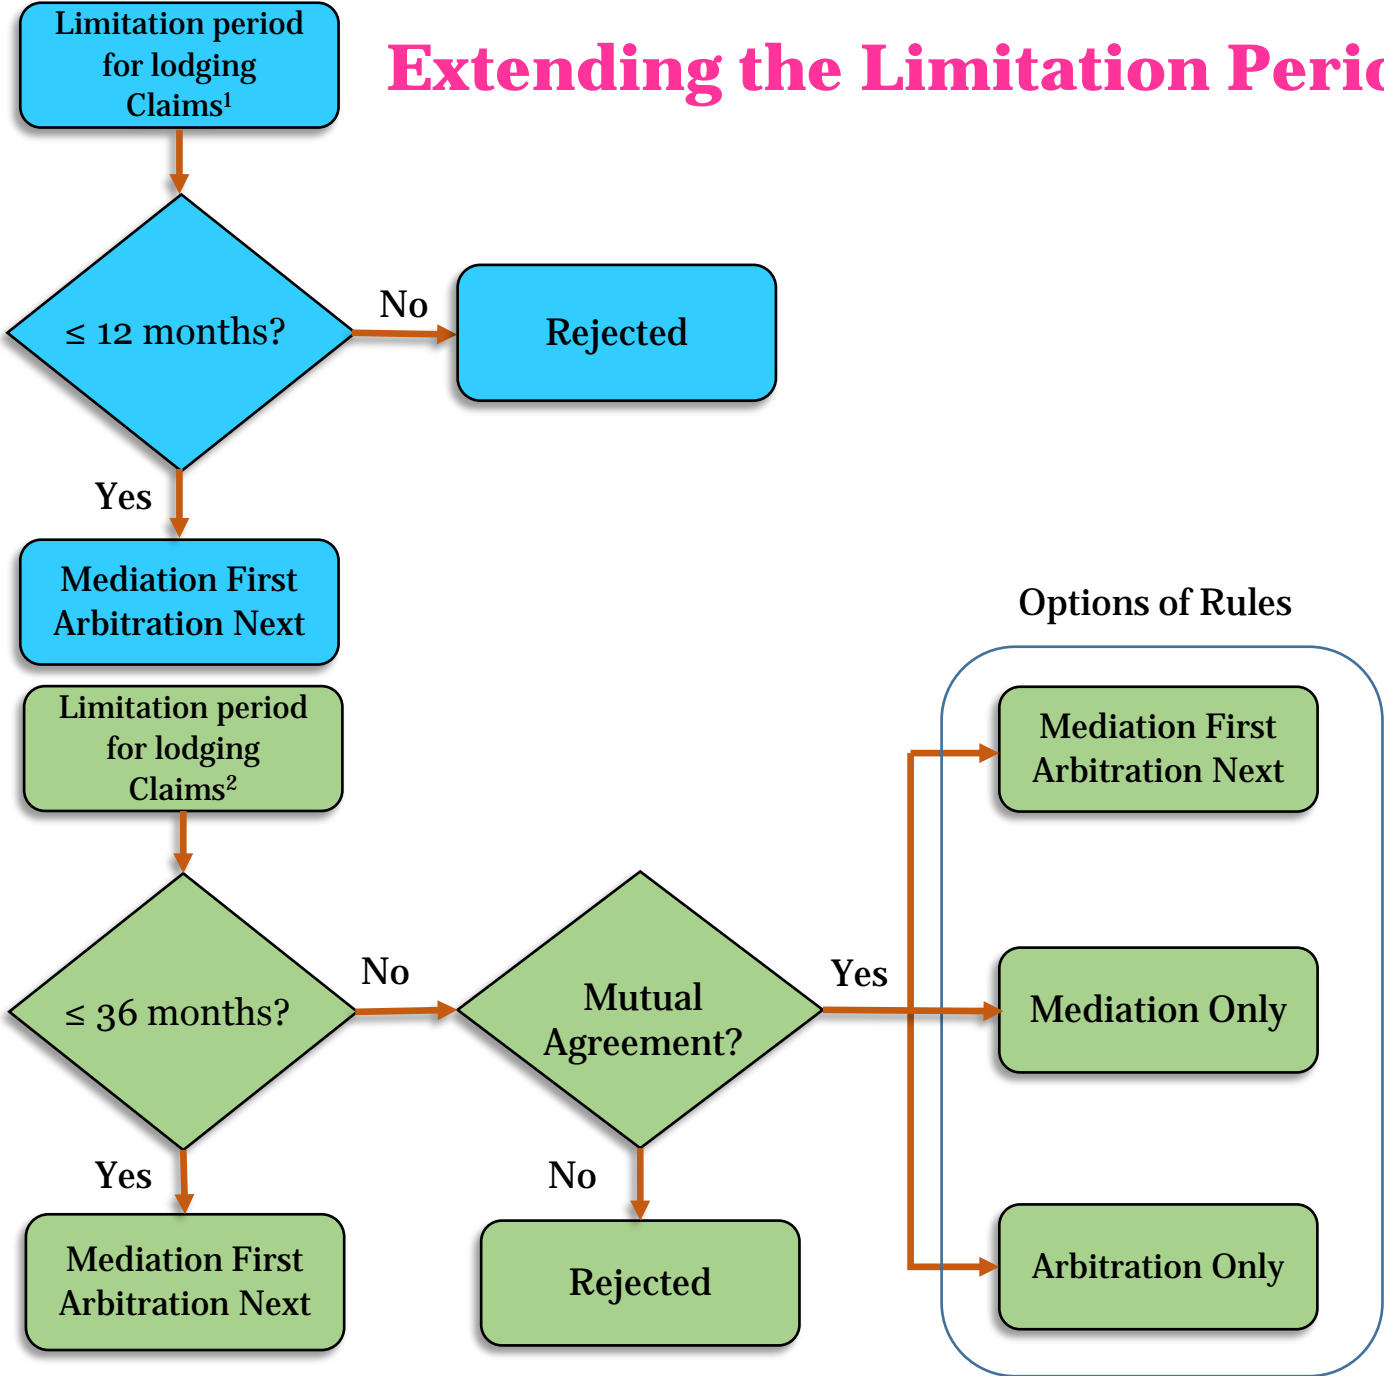 Limitation period
for lodging
Claims¹
Extending the Limitation Perio
≤ 12 months?
No
Rejected
Yes
Mediation First
Arbitration Next
Options of Rules
Limitation period
for lodging
Claims²
Mediation First
Arbitration Next
≤ 36 months?
No
Mutual
Agreement?
Yes
Mediation Only
Yes
No
Mediation First
Arbitration Next
Rejected
Arbitration Only